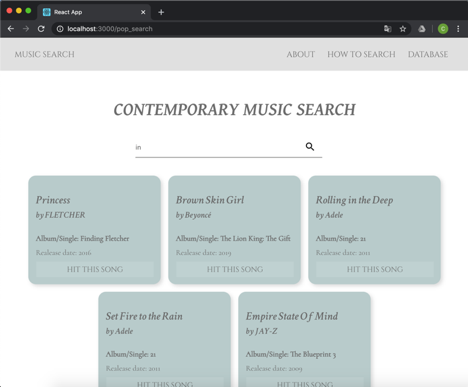 React App
localhost:3000/pop_search
C
MUSIC SEARCH
ABOUT
HOW TO SEARCH
DATABASE
CONTEMPORARY MUSIC SEARCH
in
Princess
by FLETCHER
Album/Single: Finding Fletcher
Realease date: 2016
HIT THIS SONG
Brown Skin Girl
by Beyoncé
Album/Single: The Lion King: The Gift
Realease date: 2019
HIT THIS SONG
Rolling in the Deep
by Adele
Album/Single: 21
Realease date: 2011
HIT THIS SONG
Set Fire to the Rain
by Adele
Album/Single: 21
Realease date: 2011
HIT THIS SONG
Empire State Of Mind
by JAY-Z
Album/Single: The Blueprint 3
Realease date: 2009
HIT THIS SONG